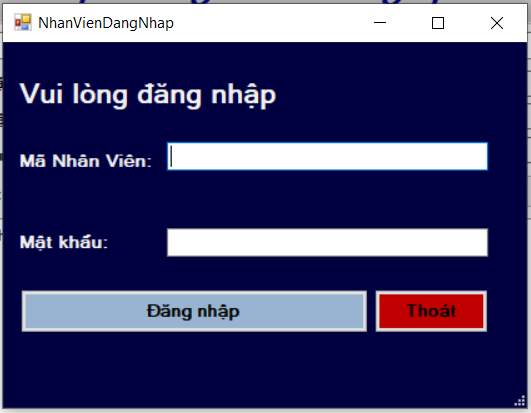 NhanVienDangNhap
Vui lòng đăng nhập
Mã Nhân Viên:
Mật khẩu:
Đăng nhập
Thoát